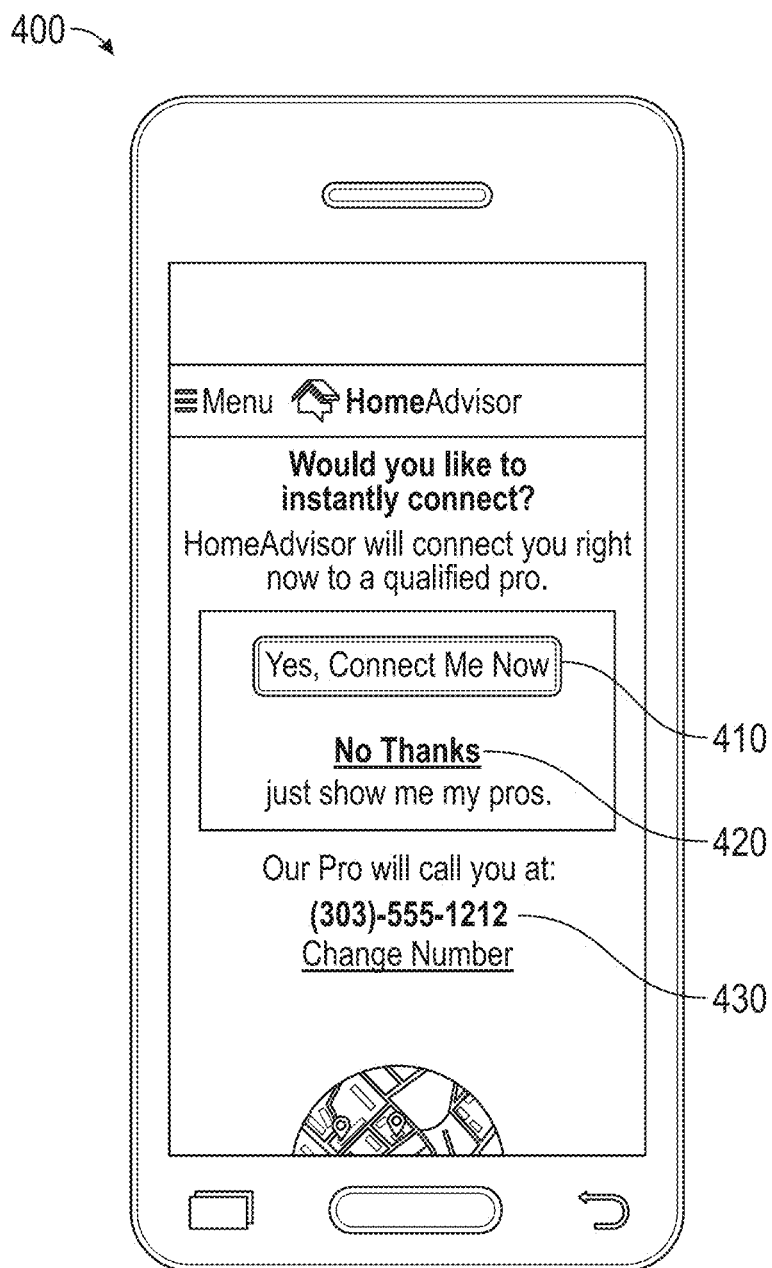 400
Menu HomeAdvisor
Would you like to
instantly connect?
HomeAdvisor will connect you right
now to a qualified pro.
Yes, Connect Me Now
410
No Thanks
just show me my pros.
420
Our Pro will call you at:
(303)-555-1212
Change Number
430